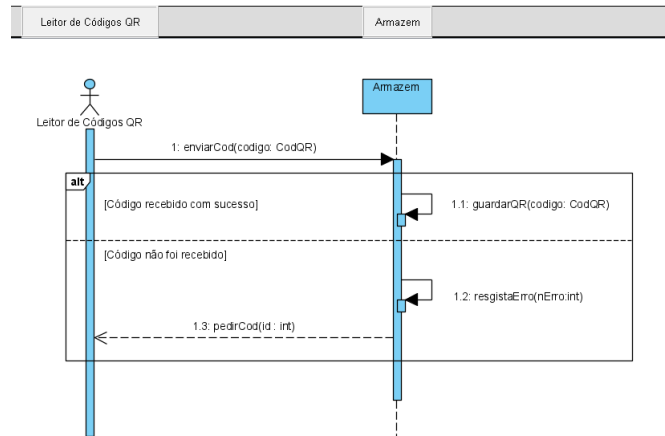 Leitor de Códigos QR
Armazem
Leitor de Códigos QR
Armazem
1: enviarCod(codigo: CodQR)
alt
[Código recebido com sucesso]
1.1: guardarQR(codigo: CodQR)
[Código não foi recebido]
1.2: resgistaErro(nErro:int)
1.3: pedirCod(id : int)